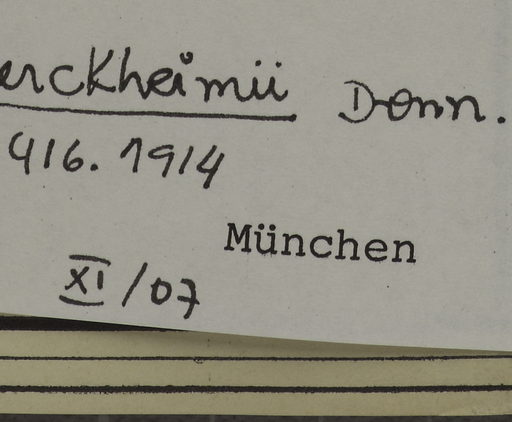 erckheimii Donn.
416. 1914
München
XI/07